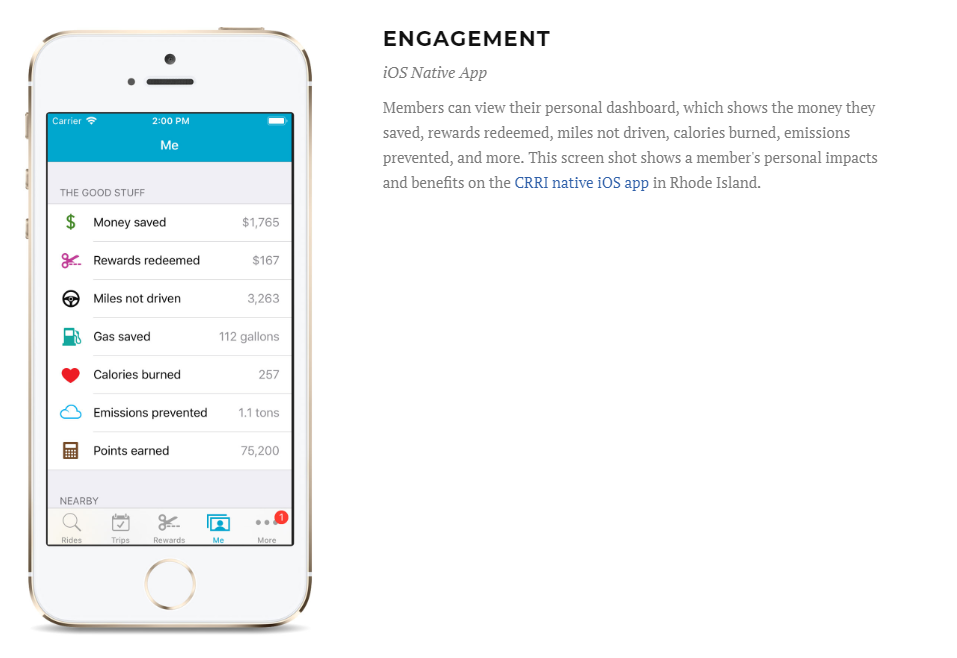 Carrier
2:00 PM
Me
THE GOOD STUFF
Money saved $1,765
Rewards redeemed $167
Miles not driven 3,263
Gas saved 112 gallons
Calories burned 257
Emissions prevented 1.1 tons
Points earned 75,200
NEARBY
1
Rides Trips Rewards Me More
ENGAGEMENT
iOS Native App
Members can view their personal dashboard, which shows the money they
saved, rewards redeemed, miles not driven, calories burned, emissions
prevented, and more. This screen shot shows a member's personal impacts
and benefits on the CRRI native iOS app in Rhode Island.